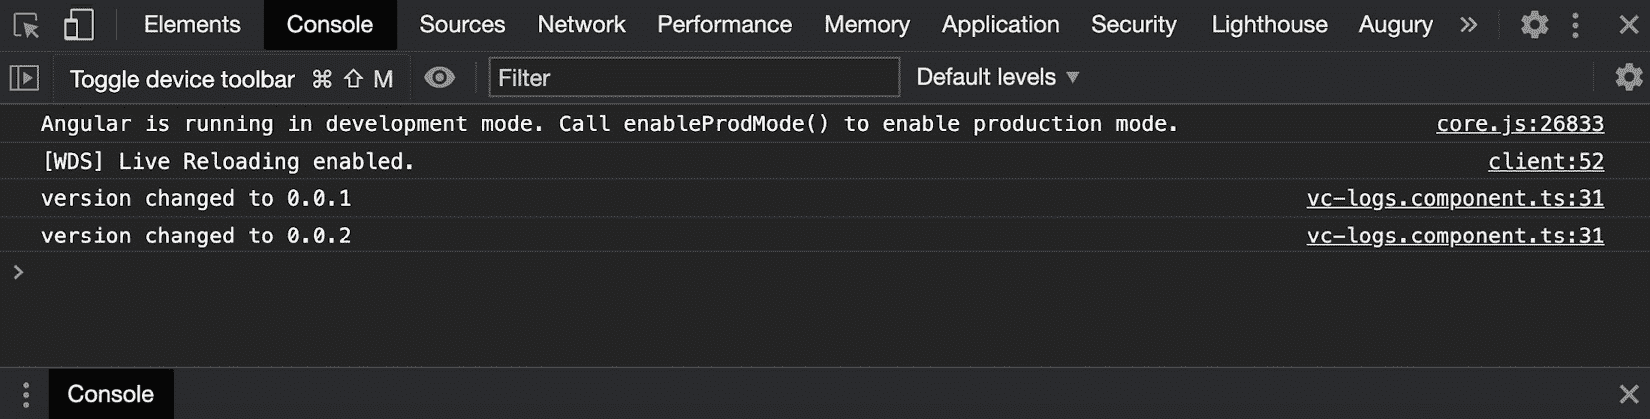 Elements Console Sources Network Performance Memory Application Security Lighthouse Augury »
Toggle device toolbar ⌘ ⇧ M Filter Default levels ▼
Angular is running in development mode. Call enableProdMode() to enable production mode. core.js:26833
[WDS] Live Reloading enabled. client:52
version changed to 0.0.1 vc-logs.component.ts:31
version changed to 0.0.2 vc-logs.component.ts:31
>
Console